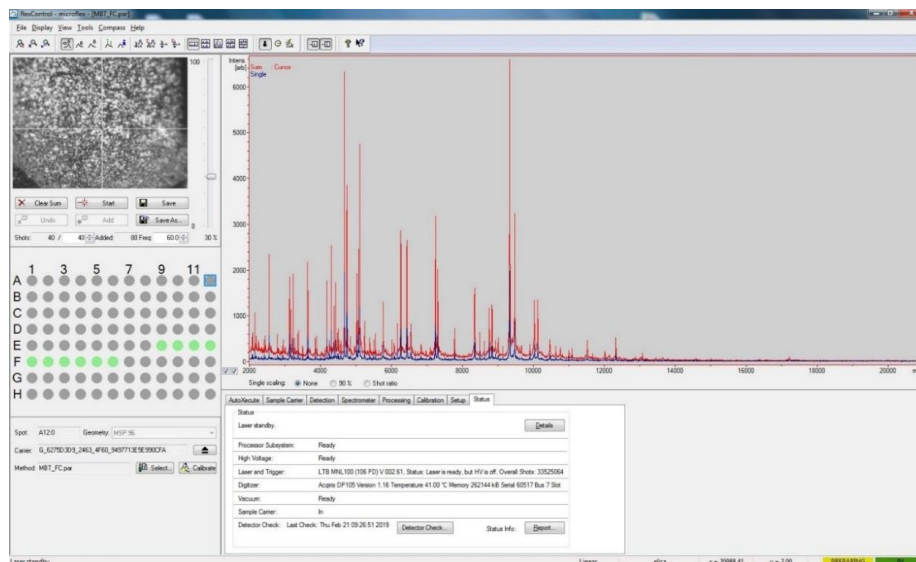 flexControl - microflex - [MBT_FC.par]
File Display View Tools Compass Help
100
Clear Sum Start Save
Undo Add Save As...
0
Shots: 40 / 40 Added: 80 Freq: 60.0 30 %
Intens. [arb]
Sum Cursor
Single
6000
5000
4000
3000
2000
1000
0
2000 4000 6000 8000 10000 12000 14000 16000 18000 20000
Single scaling: None 90 % Shot ratio
1 3 5 7 9 11
A
B
C
D
E
F
G
H
Spot: A12:0 Geometry: MSP 96
Carrier:
Method: MBT_FC.par Select... Calibrate
AutoXecute Sample Carrier Detection Spectrometer Processing Calibration Setup Status
Status
Laser standby. Details
Processor Subsystem: Ready
High Voltage: Ready
Laser and Trigger: LTB MNL100 (106 PD) V 002.61, Status: Laser is ready, but HV is off, Overall Shots: 33525064
Digitizer: Acqiris DP105 Version 1.16 Temperature 41.00 °C Memory 262144 kB Serial 60517 Bus 7 Slot
Vacuum: Ready
Sample Carrier: In
Detector Check: Last Check: Thu Feb 21 09:26:51 2019 Detector Check... Status Info: Report...
Laser standby Linear